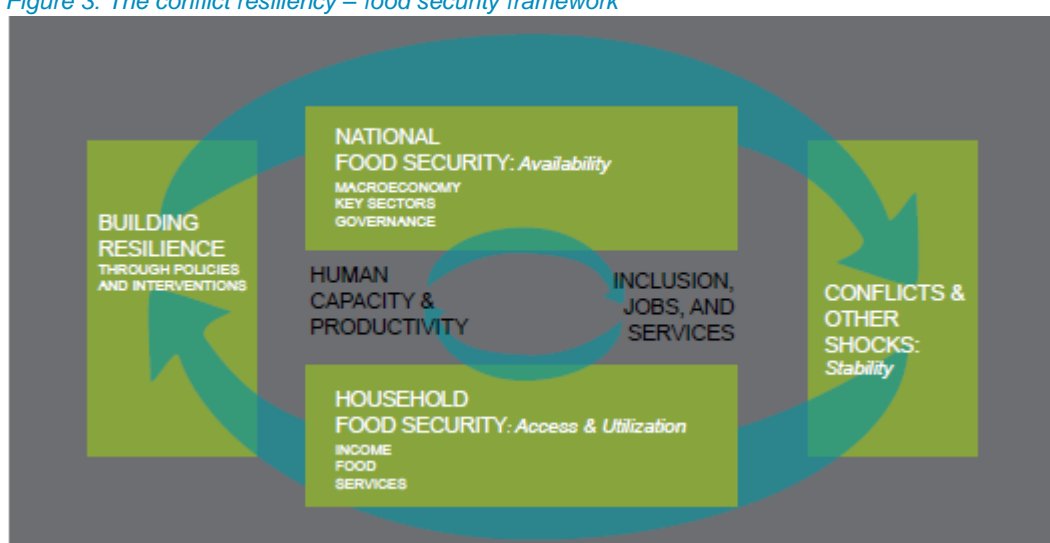 Figure 3. The conflict resiliency – food security framework
NATIONAL
FOOD SECURITY: Availability
MACROECONOMY
KEY SECTORS
GOVERNANCE
BUILDING
RESILIENCE
THROUGH POLICIES
AND INTERVENTIONS
HUMAN
CAPACITY &
PRODUCTIVITY
INCLUSION,
JOBS, AND
SERVICES
CONFLICTS &
OTHER
SHOCKS:
Stability
HOUSEHOLD
FOOD SECURITY: Access & Utilization
INCOME
FOOD
SERVICES